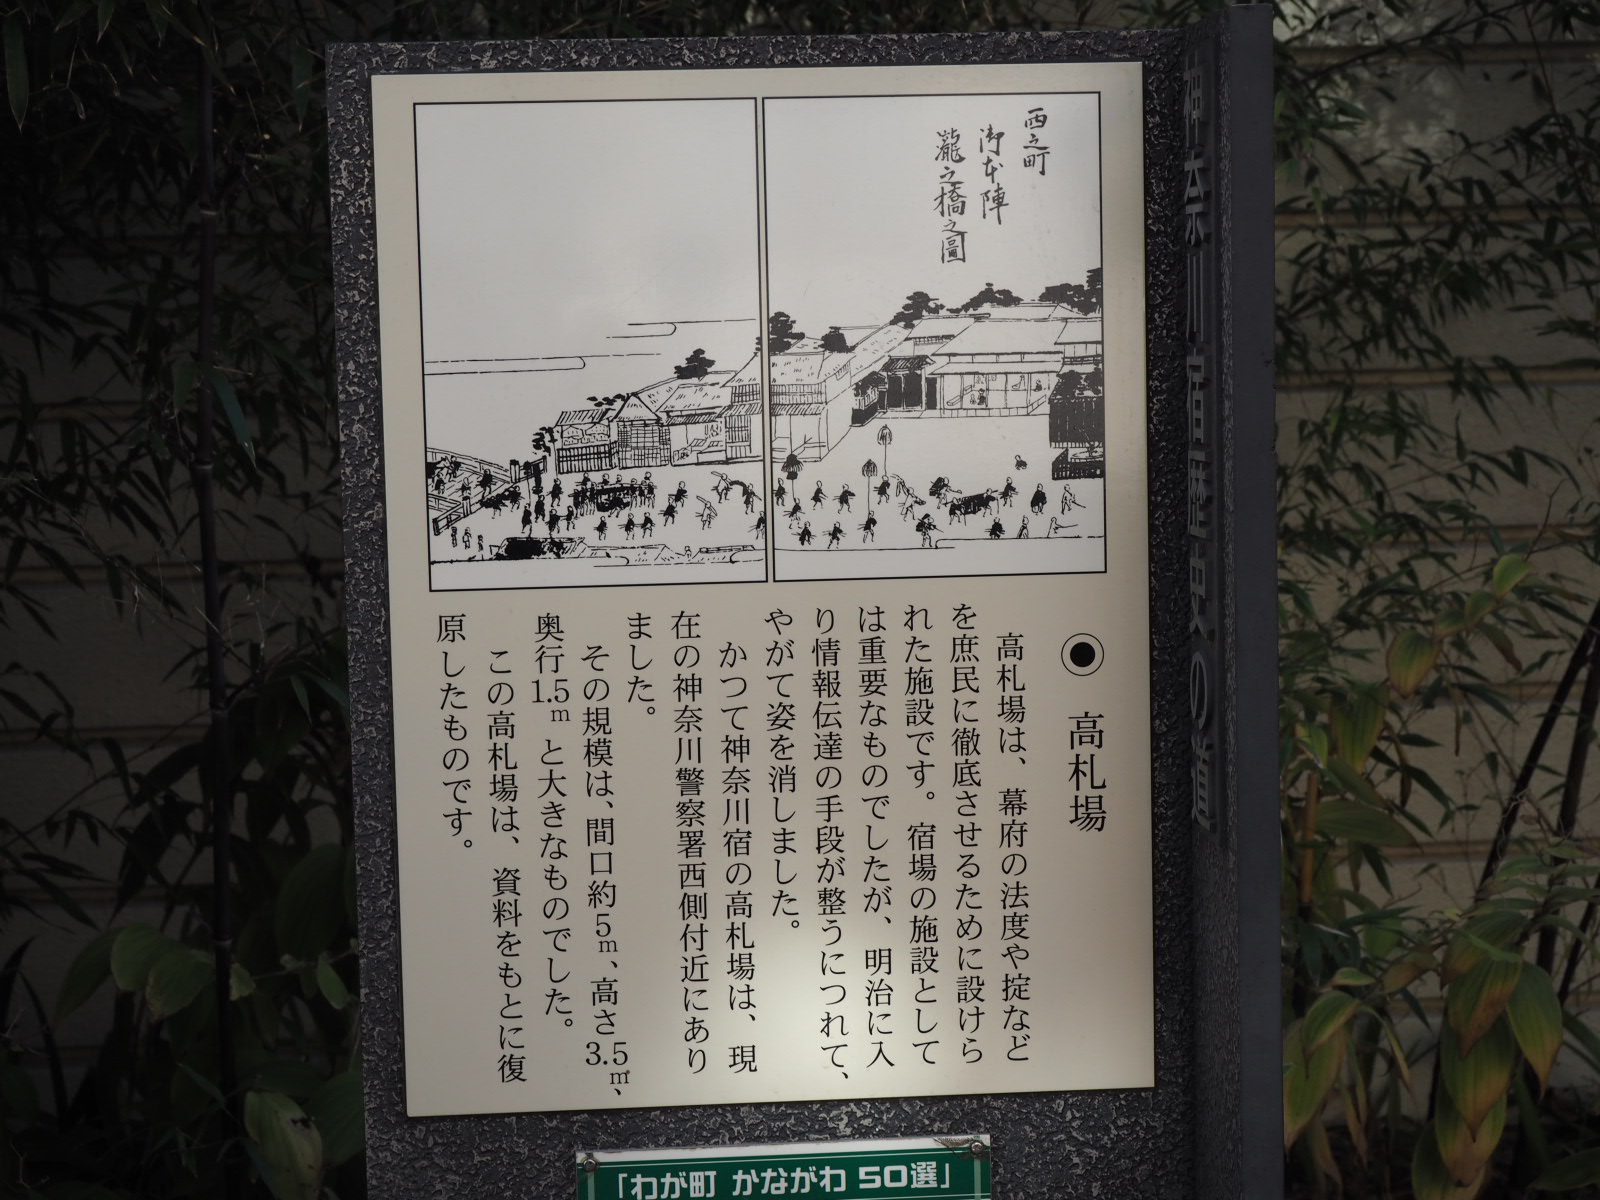 神奈川宿歴史の道
西之町
御本陣
瀧之橋之圖
◉ 高札場
高札場は、幕府の法度や掟など
を庶民に徹底させるために設けら
れた施設です。宿場の施設として
は重要なものでしたが、明治に入
り情報伝達の手段が整うにつれて、
やがて姿を消しました。
かつて神奈川宿の高札場は、現
在の神奈川警察署西側付近にあり
ました。
その規模は、間口約5m、高さ3.5m、
奥行1.5mと大きなものでした。
この高札場は、資料をもとに復
原したものです。
「わが町 かながわ 50選」